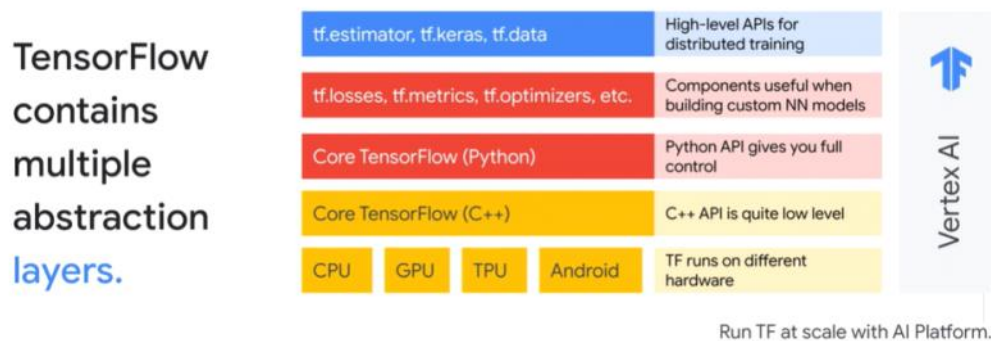 TensorFlow
contains
multiple
abstraction
layers.
tf.estimator, tf.keras, tf.data
High-level APIs for
distributed training
tf.losses, tf.metrics, tf.optimizers, etc.
Components useful when
building custom NN models
Core TensorFlow (Python)
Python API gives you full
control
Core TensorFlow (C++)
C++ API is quite low level
CPU
GPU
TPU
Android
TF runs on different
hardware
Vertex AI
Run TF at scale with AI Platform.